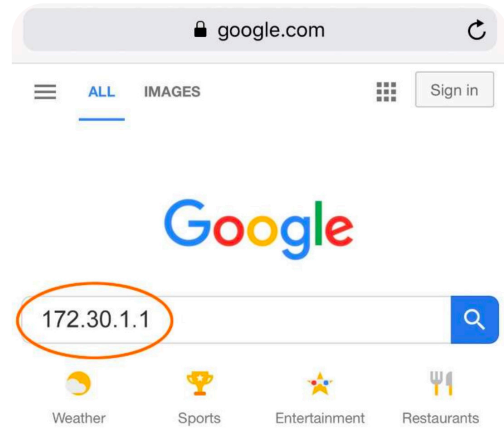 google.com
ALL IMAGES Sign in
Google
172.30.1.1
Weather Sports Entertainment Restaurants